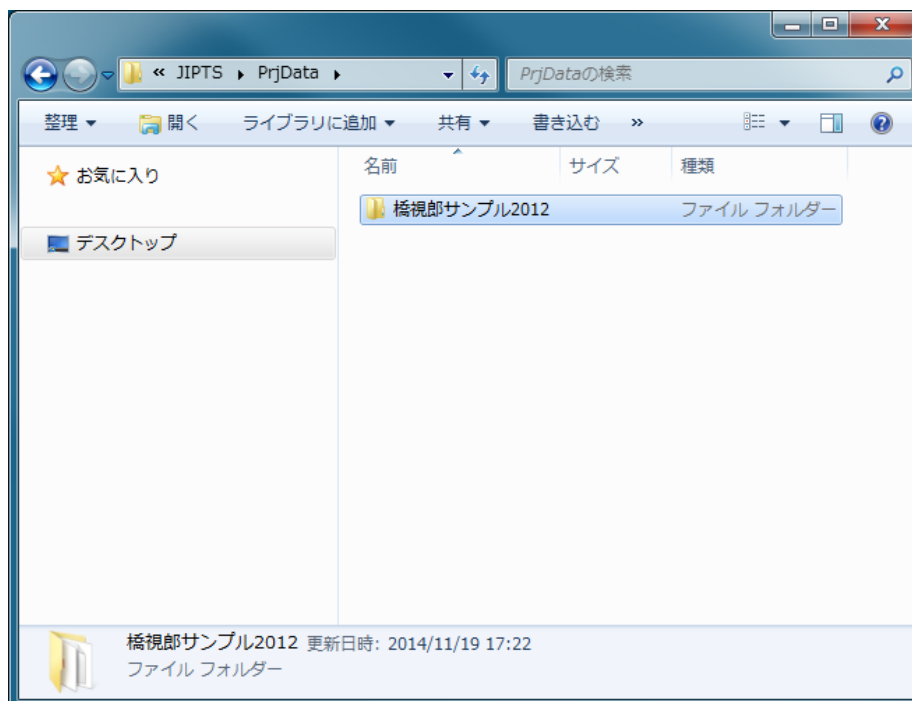 « JIPTS ▸ PrjData ▸ PrjDataの検索
整理 ▼ 開く ライブラリに追加 ▼ 共有 ▼ 書き込む »
お気に入り
デスクトップ
名前 サイズ 種類
橋視郎サンプル2012 ファイル フォルダー
橋視郎サンプル2012 更新日時: 2014/11/19 17:22
ファイル フォルダー